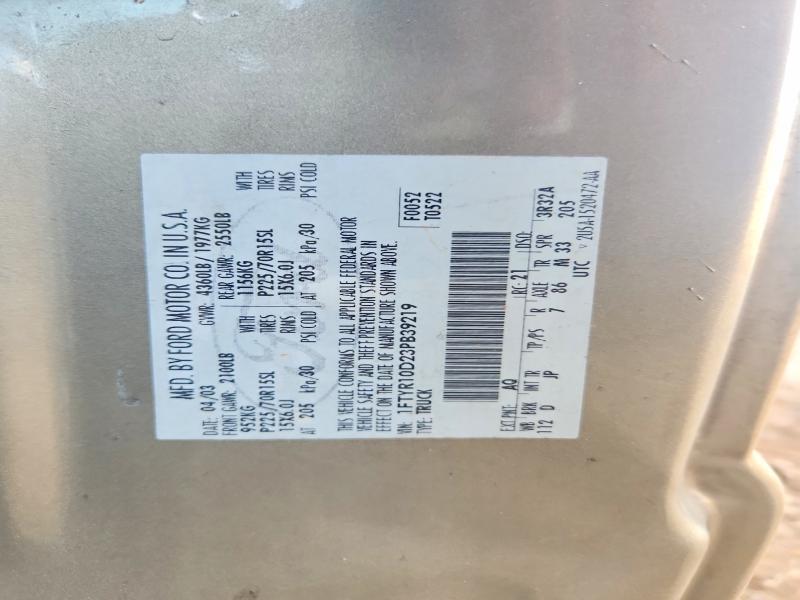 MFD. BY FORD MOTOR CO. IN U.S.A.
DATE: 04/03 GVWR: 4360LB/1977KG
FRONT GAWR: 2100LB REAR GAWR: 2550LB
952KG WITH 1156KG WITH
P225/70R15SL TIRES P225/70R15SL TIRES
15X6.0J RIMS 15X6.0J RIMS
AT 205 kPa/30 PSI COLD AT 205 kPa/30 PSI COLD
THIS VEHICLE CONFORMS TO ALL APPLICABLE FEDERAL MOTOR
VEHICLE SAFETY AND THEFT PREVENTION STANDARDS IN
EFFECT ON THE DATE OF MANUFACTURE SHOWN ABOVE.
VIN: 1FTYR10D23PB39219 F0052
TYPE: TRUCK T0522
EXT PNT: AQ RC: 21 DSO:
WB BRK INT TR TP/PS R AXLE TR SPR 3R32A
112 D JP 7 86 M 33 205
UTC V 2USA1520472-AA